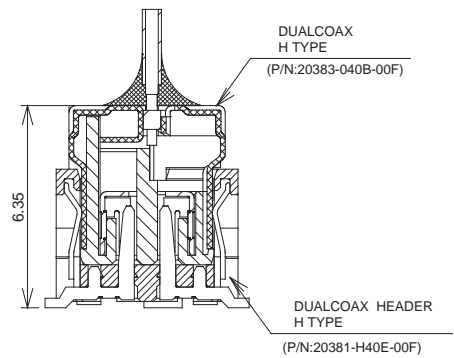 DUALCOAX
H TYPE
(P/N:20383-040B-00F)
6.35
DUALCOAX HEADER
H TYPE
(P/N:20381-H40E-00F)